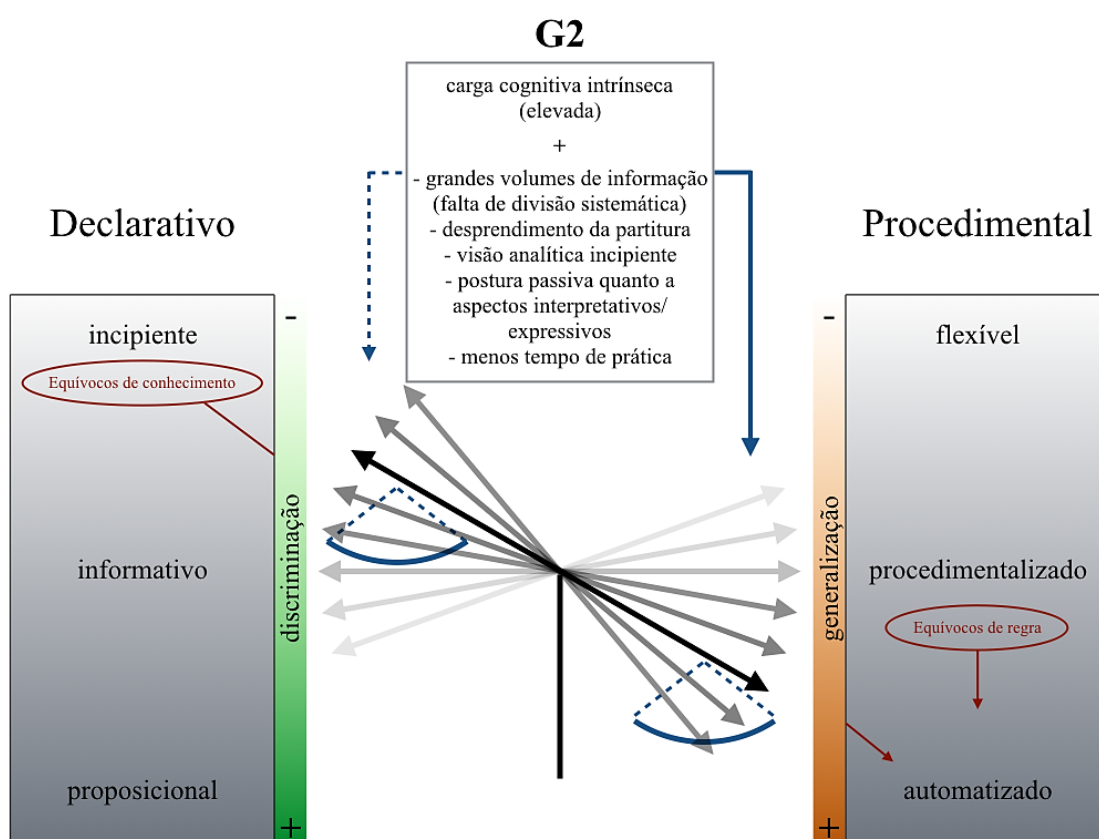 G2
carga cognitiva intrínseca
(elevada)
+
- grandes volumes de informação
(falta de divisão sistemática)
- desprendimento da partitura
- visão analítica incipiente
- postura passiva quanto a
aspectos interpretativos/
expressivos
- menos tempo de prática
Declarativo
incipiente
Equívocos de conhecimento
informativo
proposicional
-
discriminação
+
Procedimental
-
generalização
+
flexível
procedimentalizado
Equívocos de regra
automatizado